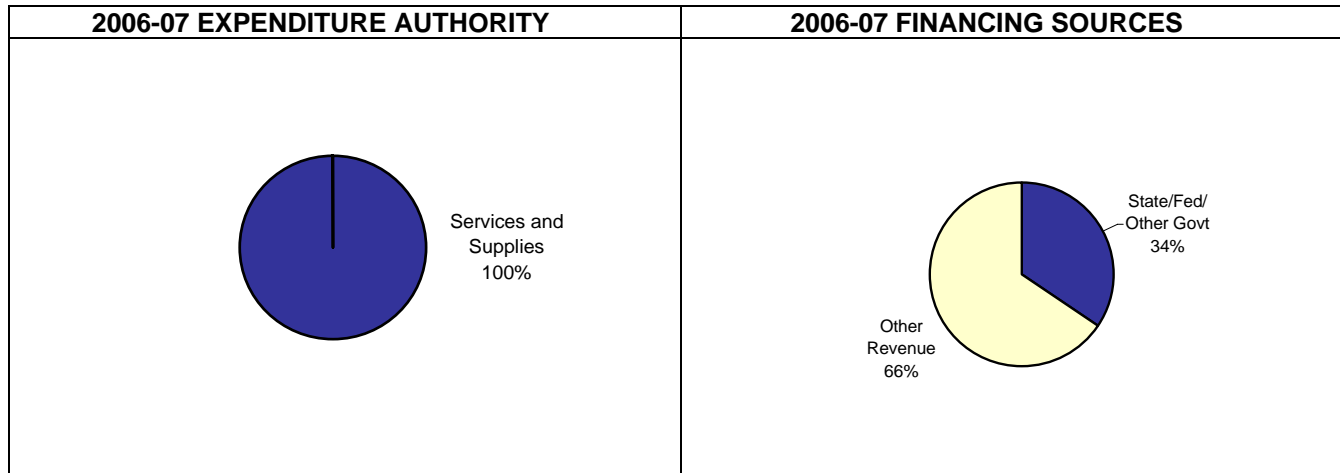 2006-07 EXPENDITURE AUTHORITY
2006-07 FINANCING SOURCES
Services and
Supplies
100%
State/Fed/
Other Govt
34%
Other
Revenue
66%